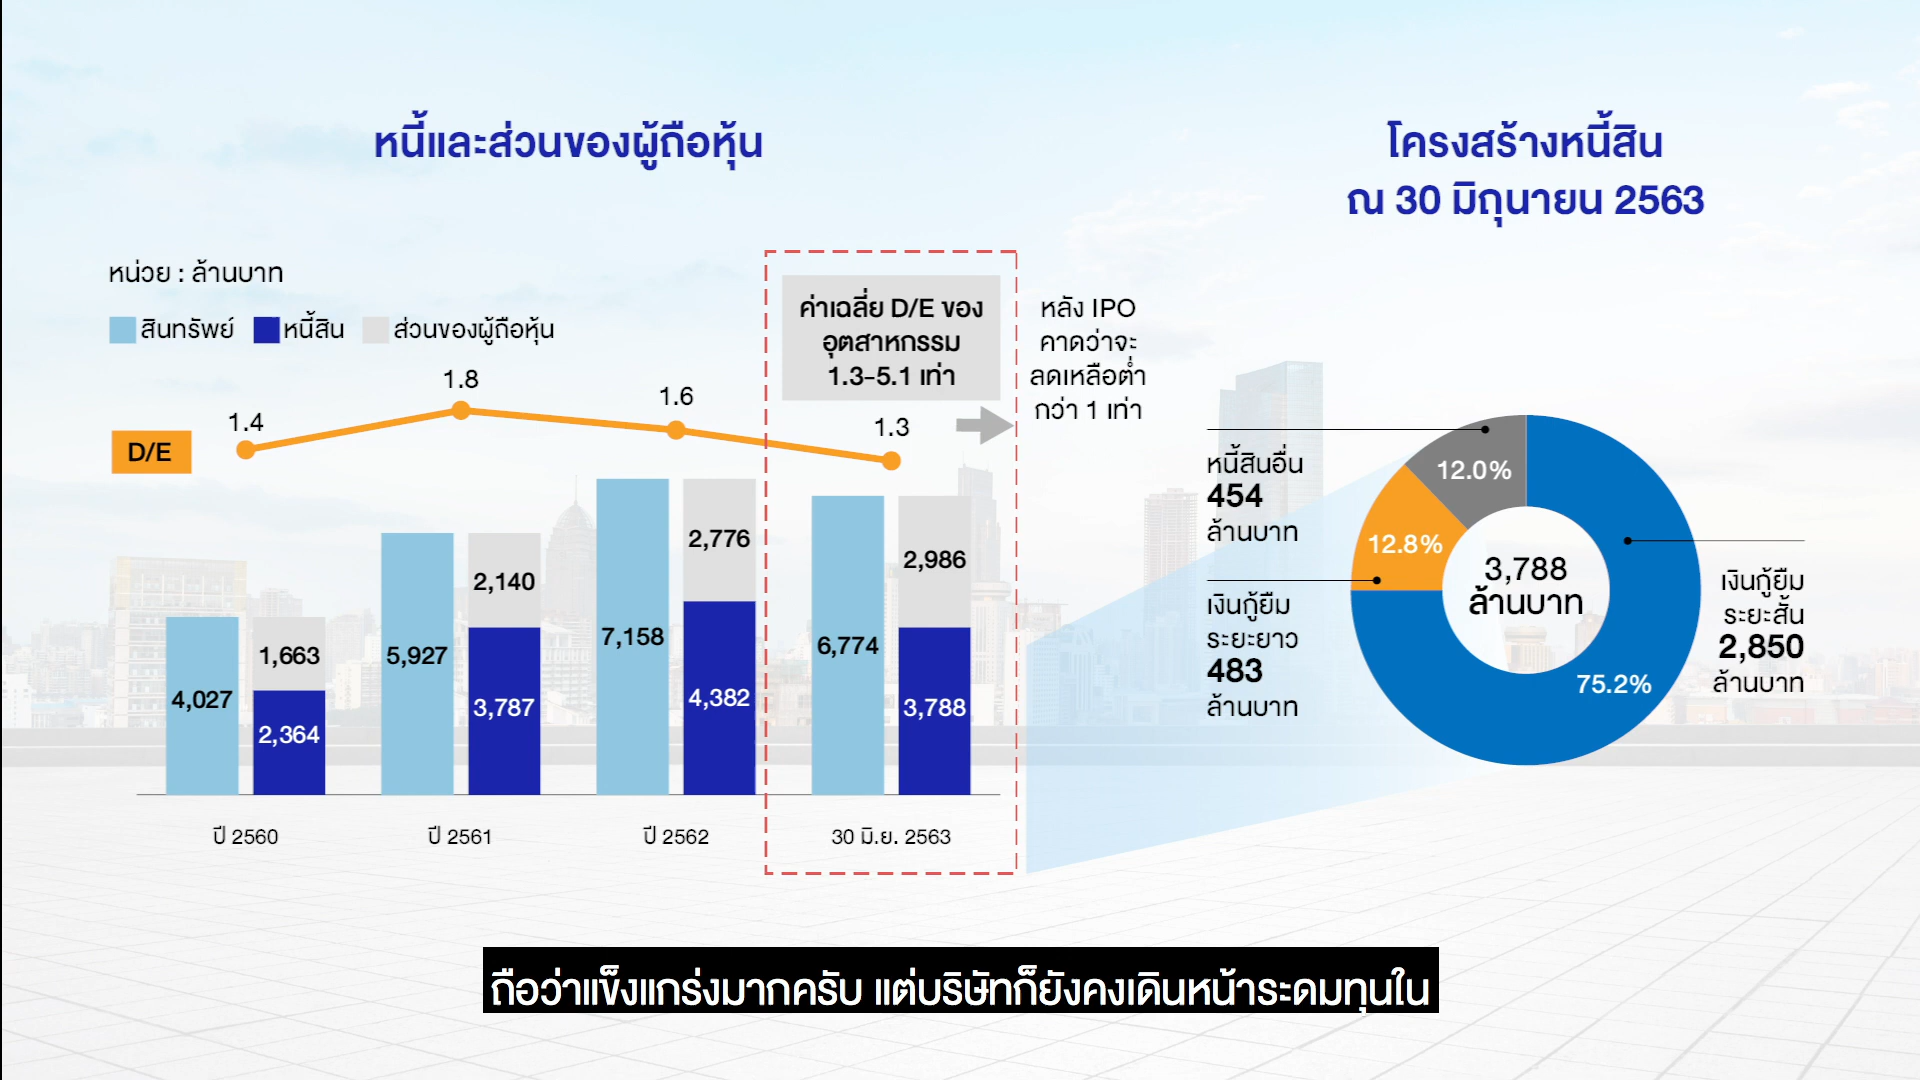 หนี้และส่วนของผู้ถือหุ้น
หน่วย : ล้านบาท
สินทรัพย์ หนี้สิน ส่วนของผู้ถือหุ้น
D/E
1.4
1.8
1.6
1.3
ค่าเฉลี่ย D/E ของ
อุตสาหกรรม
1.3-5.1 เท่า
หลัง IPO
คาดว่าจะ
ลดเหลือต่ำ
กว่า 1 เท่า
4,027
1,663
2,364
5,927
2,140
3,787
7,158
2,776
4,382
6,774
2,986
3,788
ปี 2560
ปี 2561
ปี 2562
30 มิ.ย. 2563
โครงสร้างหนี้สิน
ณ 30 มิถุนายน 2563
หนี้สินอื่น
454
ล้านบาท
12.0%
12.8%
เงินกู้ยืม
ระยะยาว
483
ล้านบาท
3,788
ล้านบาท
75.2%
เงินกู้ยืม
ระยะสั้น
2,850
ล้านบาท
ถือว่าแข็งแกร่งมากครับ แต่บริษัทก็ยังคงเดินหน้าระดมทุนใน